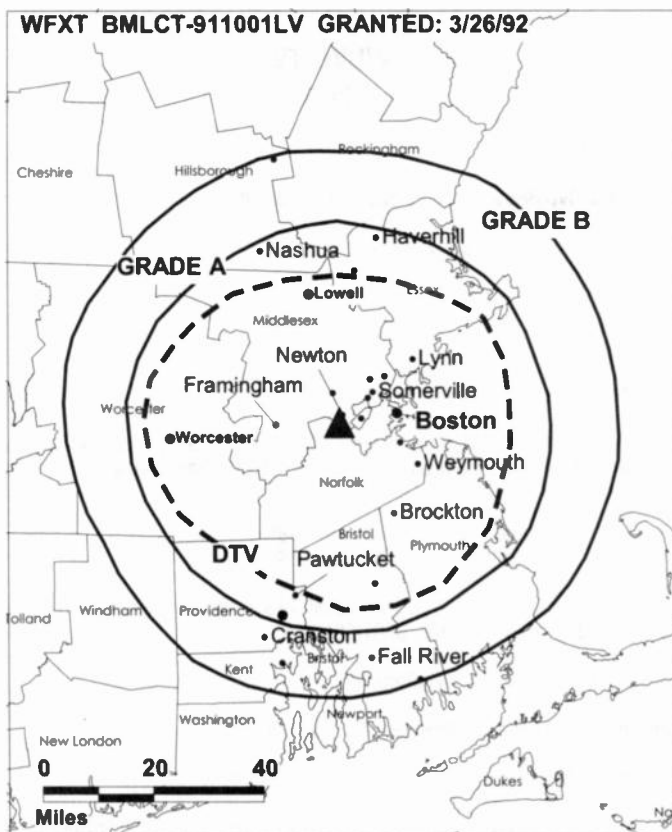 WFXT BMLCT-911001LV GRANTED: 3/26/92
Rockingham
Cheshire
Hillsborough
GRADE B
Haverhill
Nashua
GRADE A
Lowell
Essex
Middlesex
Newton
Lynn
Framingham
Somerville
Worcester
Boston
Worcester
Weymouth
Norfolk
Brockton
Bristol
DTV
Plymouth
Pawtucket
Windham
Providence
Tolland
Cranston
Bristol
Fall River
Kent
Newport
Washington
New London
0 20 40
Dukes
Miles